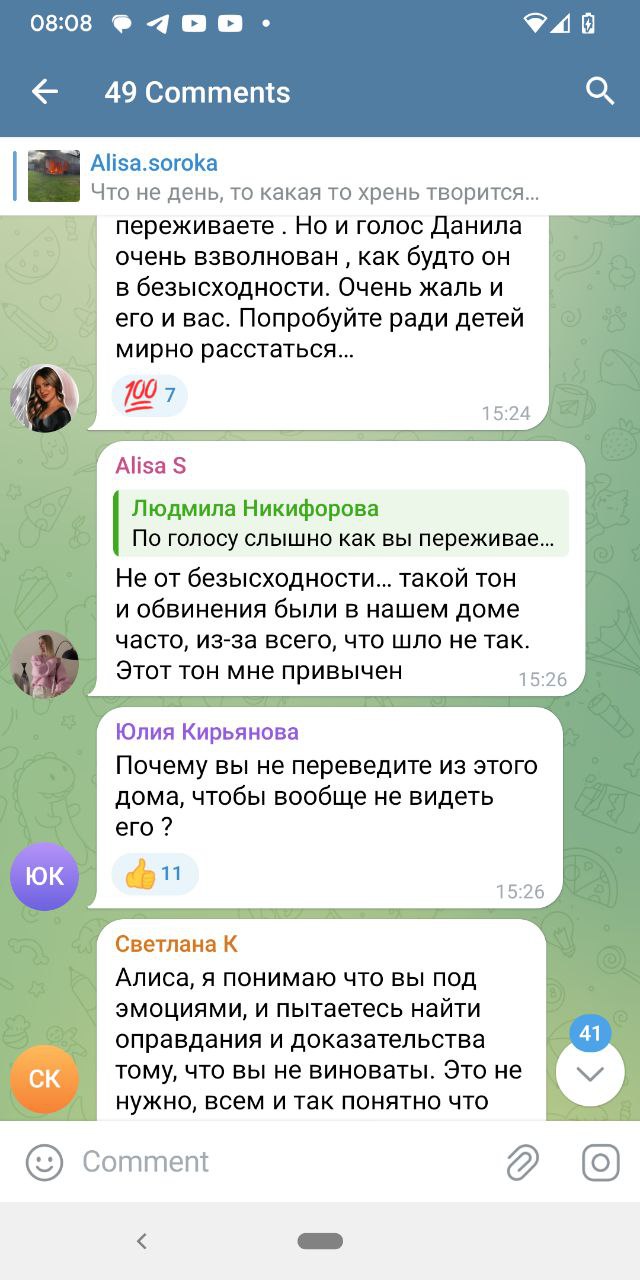 08:08
49 Comments
Alisa.soroka
Что не день, то какая то хрень творится…
переживаете . Но и голос Данила
очень взволнован , как будто он
в безысходности. Очень жаль и
его и вас. Попробуйте ради детей
мирно расстаться…
💯 7
15:24
Alisa S
Людмила Никифорова
По голосу слышно как вы переживае…
Не от безысходности… такой тон
и обвинения были в нашем доме
часто, из-за всего, что шло не так.
Этот тон мне привычен
15:26
Юлия Кирьянова
Почему вы не переведите из этого
дома, чтобы вообще не видеть
его ?
👍 11
15:26
ЮК
Светлана К
Алиса, я понимаю что вы под
эмоциями, и пытаетесь найти
оправдания и доказательства
тому, что вы не виноваты. Это не
нужно, всем и так понятно что
СК
41
Comment